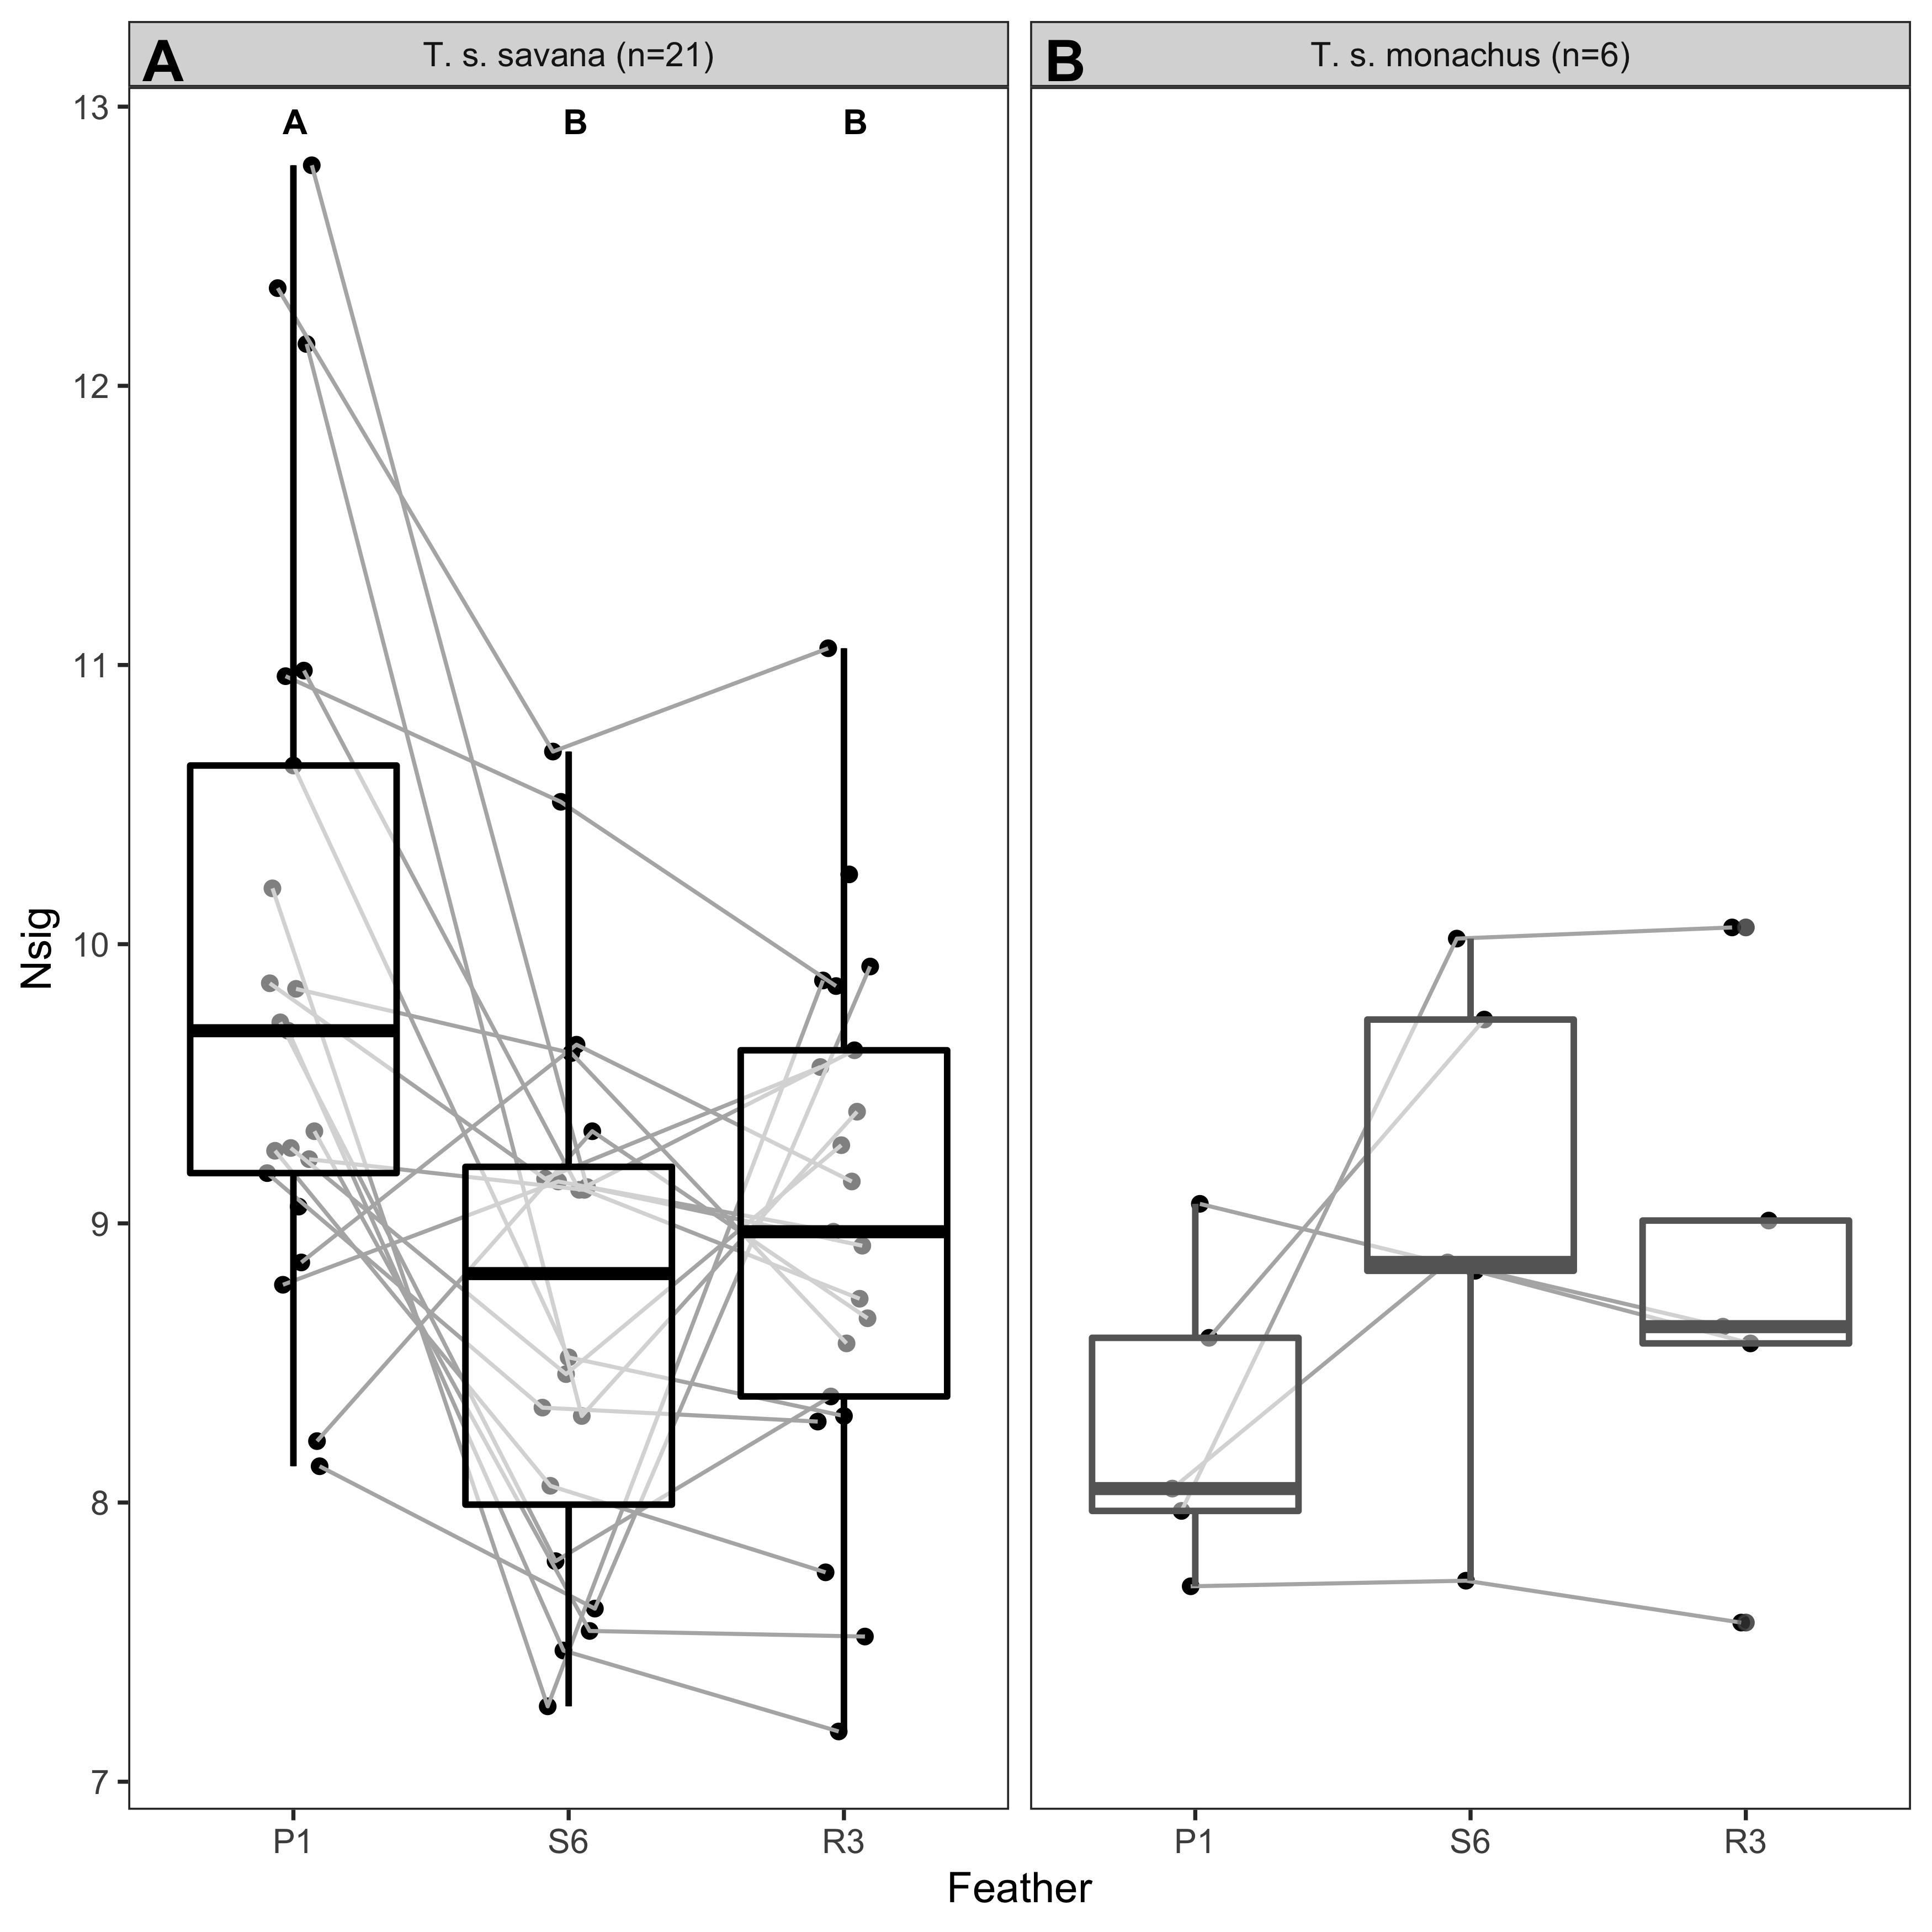 A T. s. savana (n=21)
B T. s. monachus (n=6)
A B B
13
12
11
10
9
8
7
Nsig
P1 S6 R3
P1 S6 R3
Feather